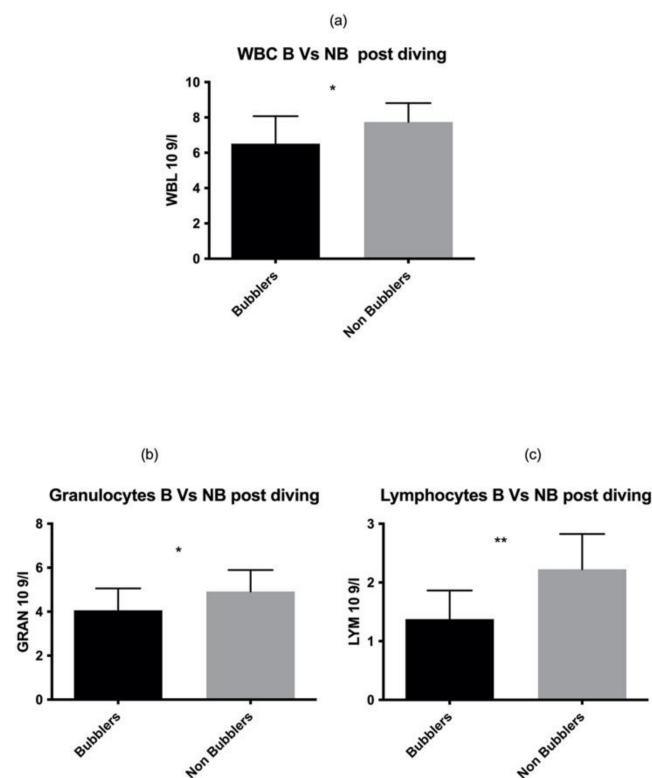 (a)
WBC B Vs NB post diving
*
10
8
6
4
2
0
WBL 10 9/l
Bubblers
Non Bubblers
(b)
Granulocytes B Vs NB post diving
*
8
6
4
2
0
GRAN 10 9/l
Bubblers
Non Bubblers
(c)
Lymphocytes B Vs NB post diving
**
3
2
1
0
LYM 10 9/l
Bubblers
Non Bubblers